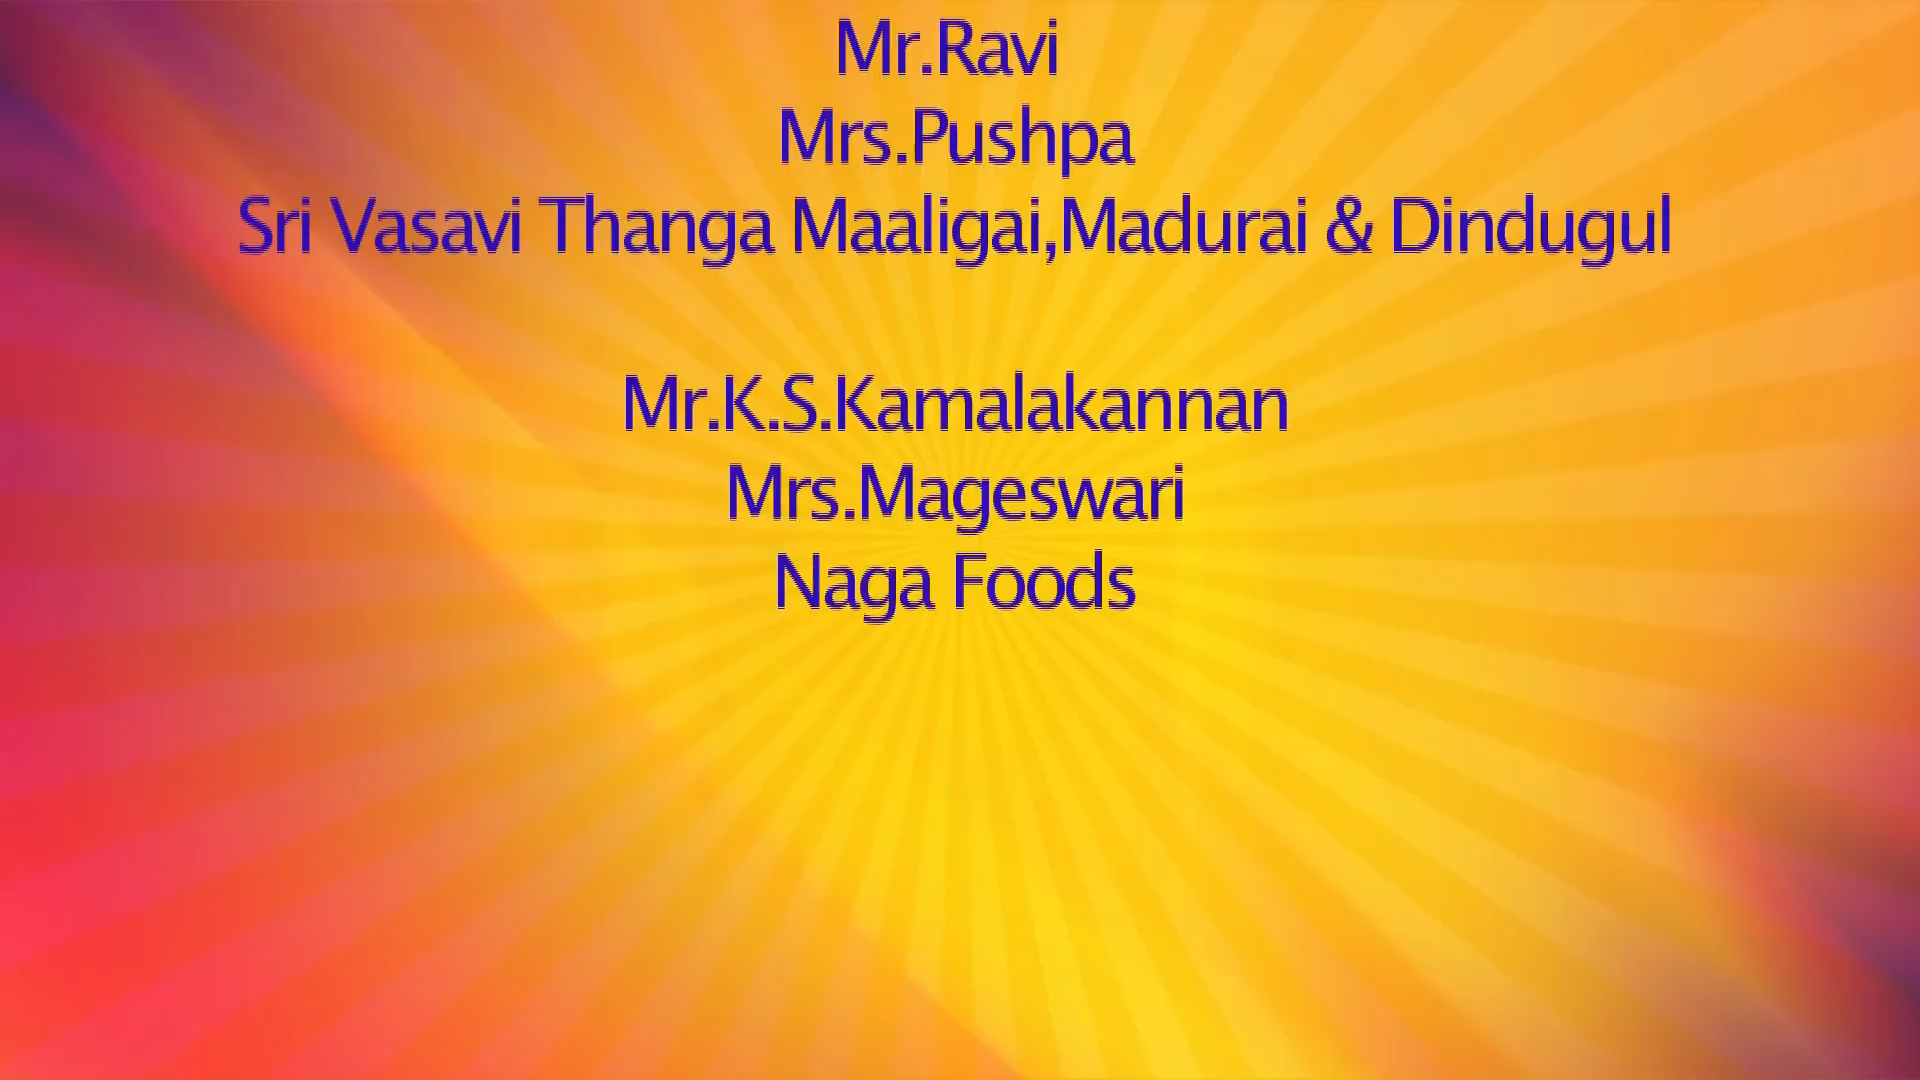 Mr.Ravi
Mrs.Pushpa
Sri Vasavi Thanga Maaligai,Madurai & Dindugul
Mr.K.S.Kamalakannan
Mrs.Mageswari
Naga Foods